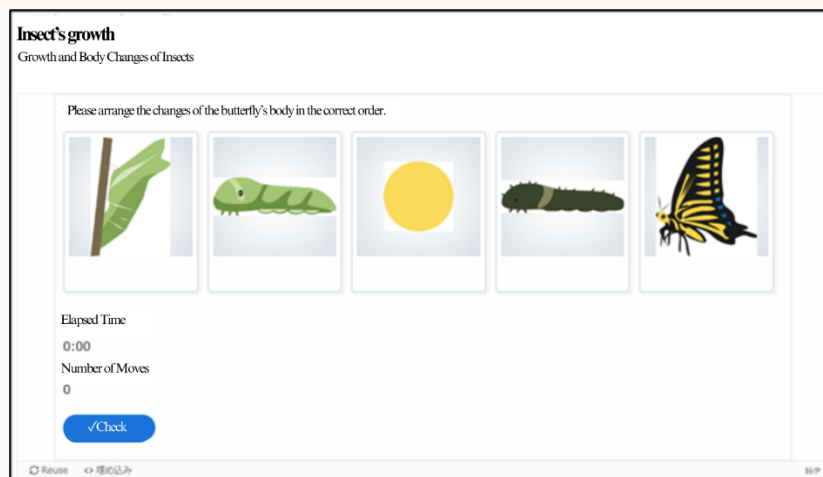 Insect's growth
Growth and Body Changes of Insects
Please arrange the changes of the butterfly's body in the correct order.
Elapsed Time
0:00
Number of Moves
0
✓Check
Reuse <> 埋め込み
H-P